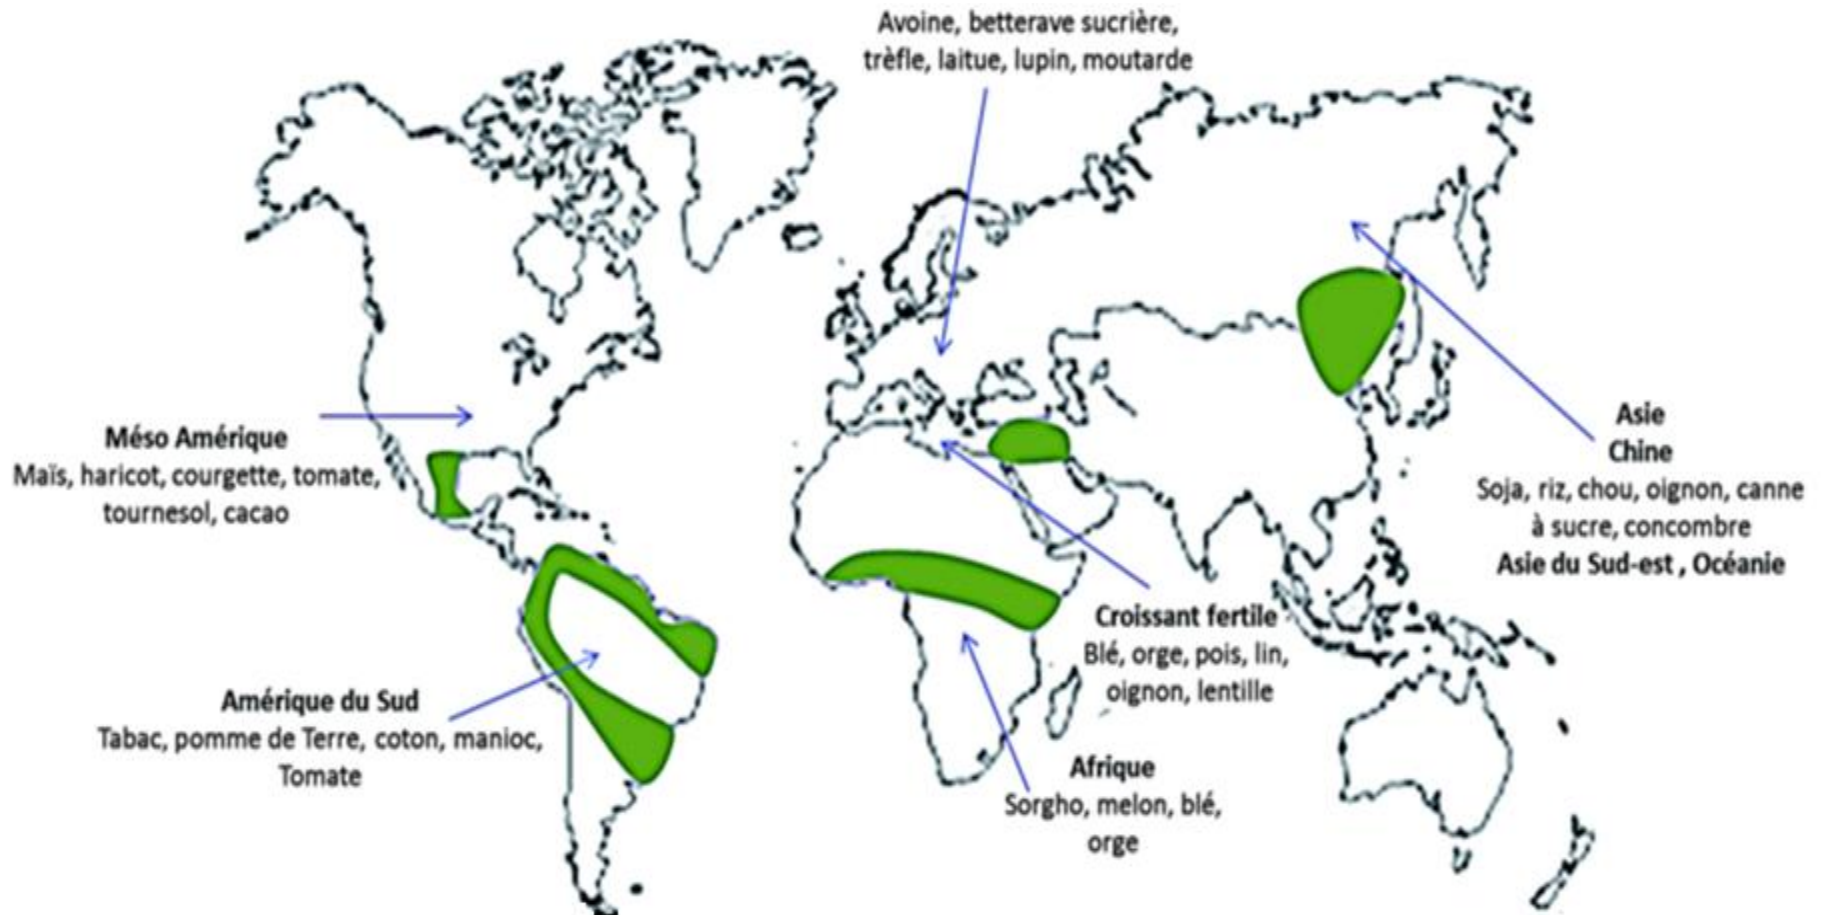 Avoine, betterave sucrière,
trèfle, laitue, lupin, moutarde
Méso Amérique
Maïs, haricot, courgette, tomate,
tournesol, cacao
Asie
Chine
Soja, riz, chou, oignon, canne
à sucre, concombre
Asie du Sud-est , Océanie
Croissant fertile
Blé, orge, pois, lin,
oignon, lentille
Amérique du Sud
Tabac, pomme de Terre, coton, manioc,
Tomate
Afrique
Sorgho, melon, blé,
orge